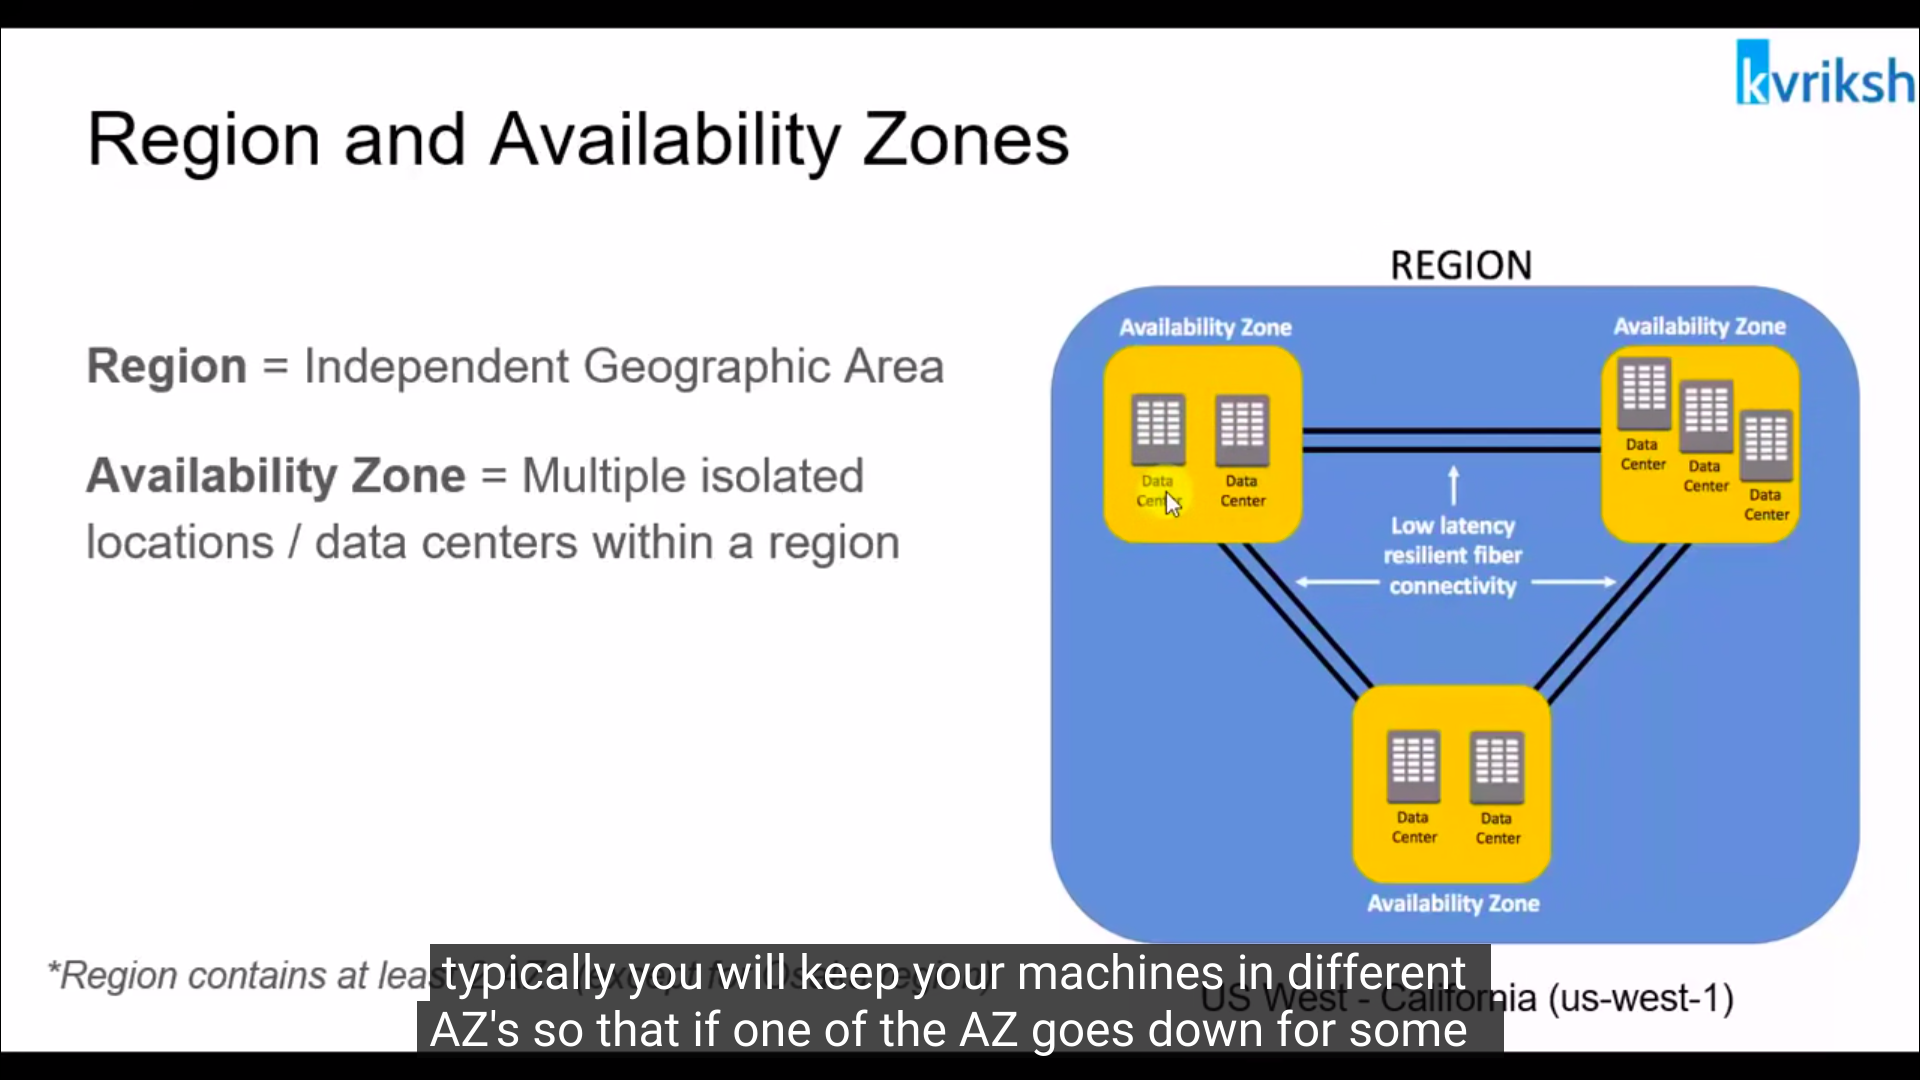 kvriksh
Region and Availability Zones
Region = Independent Geographic Area
Availability Zone = Multiple isolated
locations / data centers within a region
REGION
Availability Zone
Data
Center
Data
Center
Availability Zone
Data
Center
Data
Center
Data
Center
Low latency
resilient fiber
connectivity
Data
Center
Data
Center
Availability Zone
*Region contains at least
US West - California (us-west-1)
typically you will keep your machines in different
AZ's so that if one of the AZ goes down for some